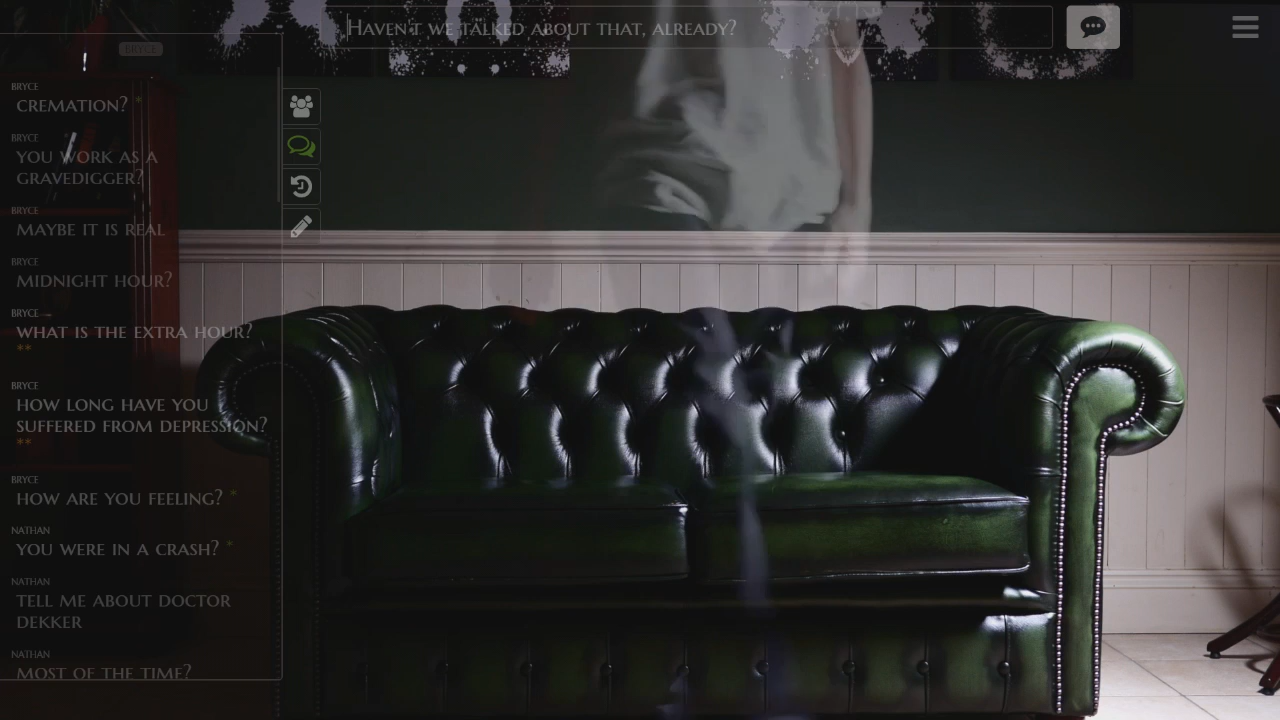 HAVEN'T WE TALKED ABOUT THAT, ALREADY?
BRYCE
BRYCE
CREMATION? *
BRYCE
YOU WORK AS A
GRAVEDIGGER?
BRYCE
MAYBE IT IS REAL
BRYCE
MIDNIGHT HOUR?
BRYCE
WHAT IS THE EXTRA HOUR?
**
BRYCE
HOW LONG HAVE YOU
SUFFERED FROM DEPRESSION?
**
BRYCE
HOW ARE YOU FEELING? *
NATHAN
YOU WERE IN A CRASH? *
NATHAN
TELL ME ABOUT DOCTOR
DEKKER
NATHAN
MOST OF THE TIME?